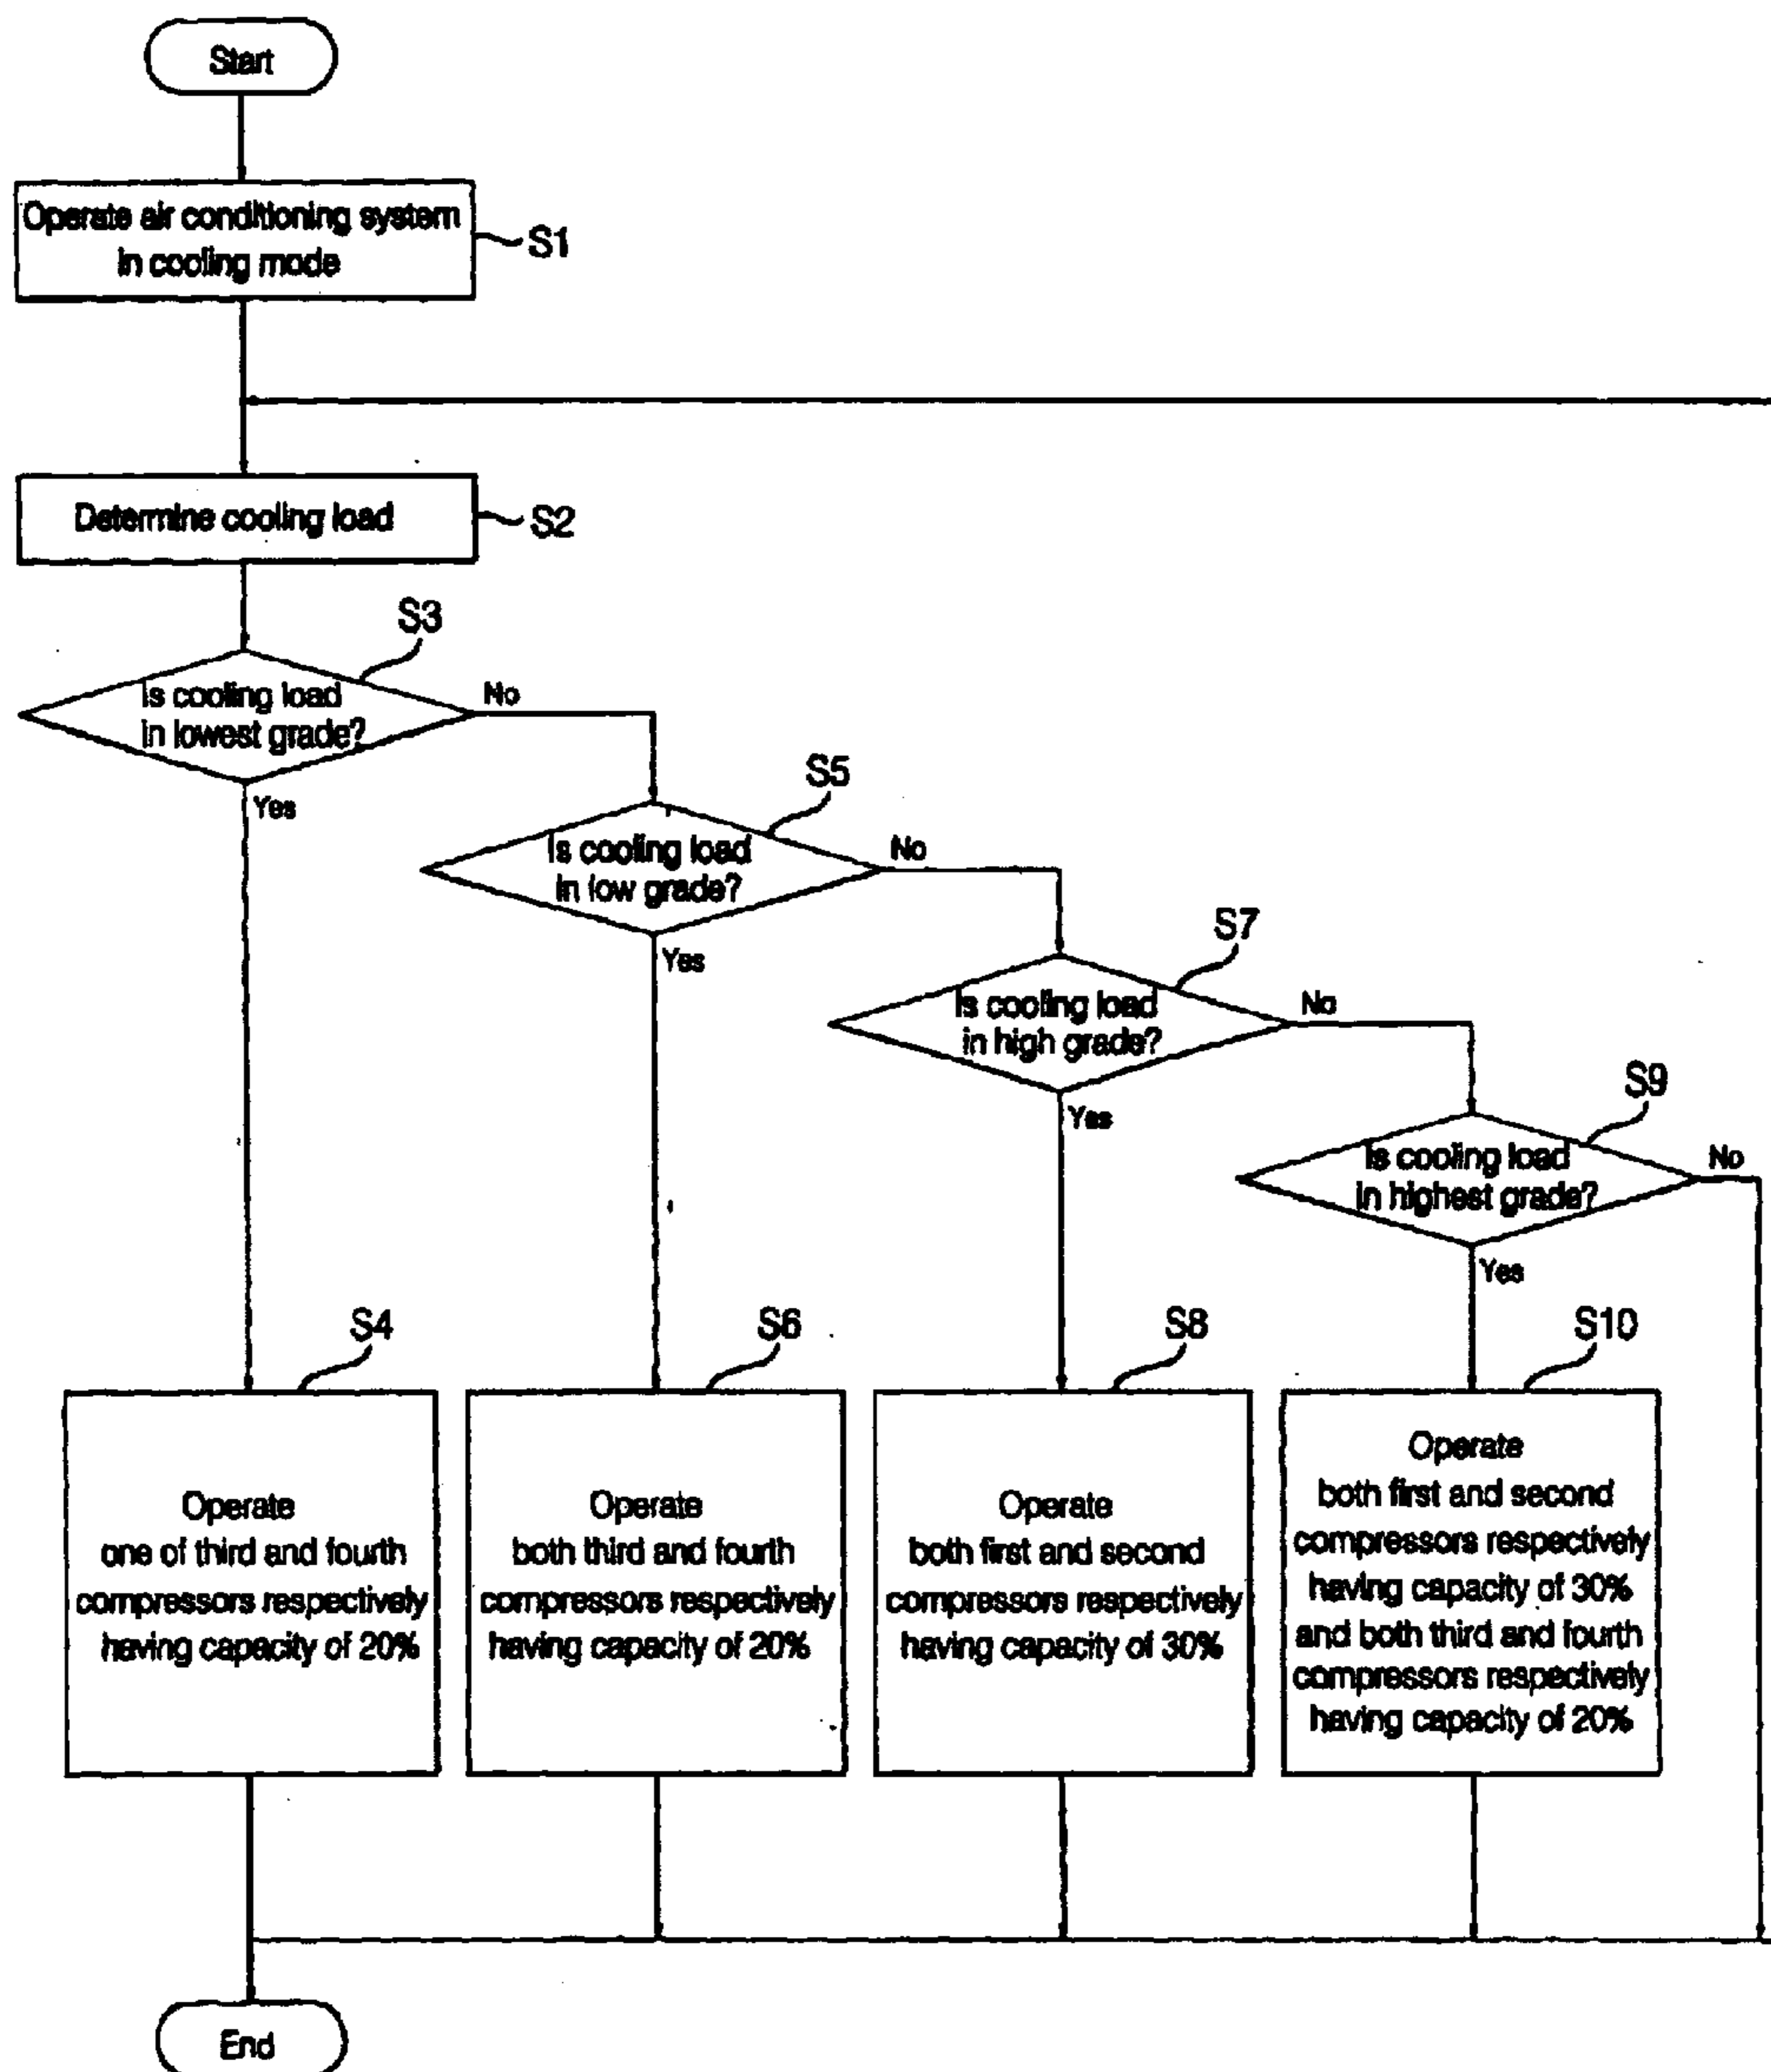 Start
Operate air conditioning system
in cooling mode
S1
Determine cooling load
S2
S3
Is cooling load
in lowest grade?
No
Yes
S5
Is cooling load
in low grade?
No
Yes
S7
Is cooling load
in high grade?
No
Yes
S9
Is cooling load
in highest grade?
No
Yes
S4
Operate
one of third and fourth
compressors respectively
having capacity of 20%
S6
Operate
both third and fourth
compressors respectively
having capacity of 20%
S8
Operate
both first and second
compressors respectively
having capacity of 30%
S10
Operate
both first and second
compressors respectively
having capacity of 30%
and both third and fourth
compressors respectively
having capacity of 20%
End